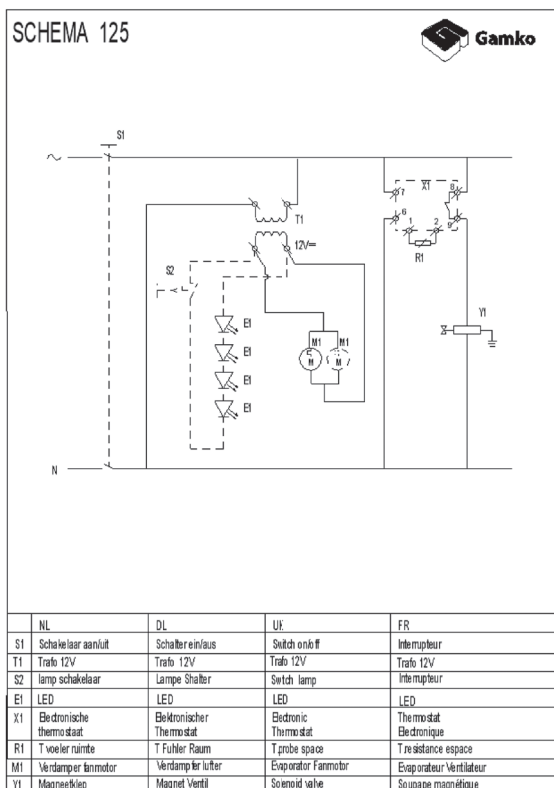 SCHEMA 125
Gamko
S1
7
X1
8
6
1
2
9
R1
T1
12V=
S2
E1
E1
E1
E1
M1
M1
M
M
Y1
N
NL DL UK FR
S1 Schakelaar aan/uit Schalter ein/aus Switch on/off Interrupteur
T1 Trafo 12V Trafo 12V Trafo 12V Trafo 12V
S2 lamp schakelaar Lampe Shalter Swtch lamp Interrupteur
E1 LED LED LED LED
X1 Electronische Elektronischer Electronic Thermostat
thermostaat Thermostat Thermostat Electronique
R1 T voeler ruimte T Fuhler Raum T.probe space T.resistance espace
M1 Verdamper fanmotor Verdampfer lufter Evaporator Fanmotor Evaporateur Ventilateur
Y1 Magneetklep Magnet Ventil Solenoid valve Soupape magnétique